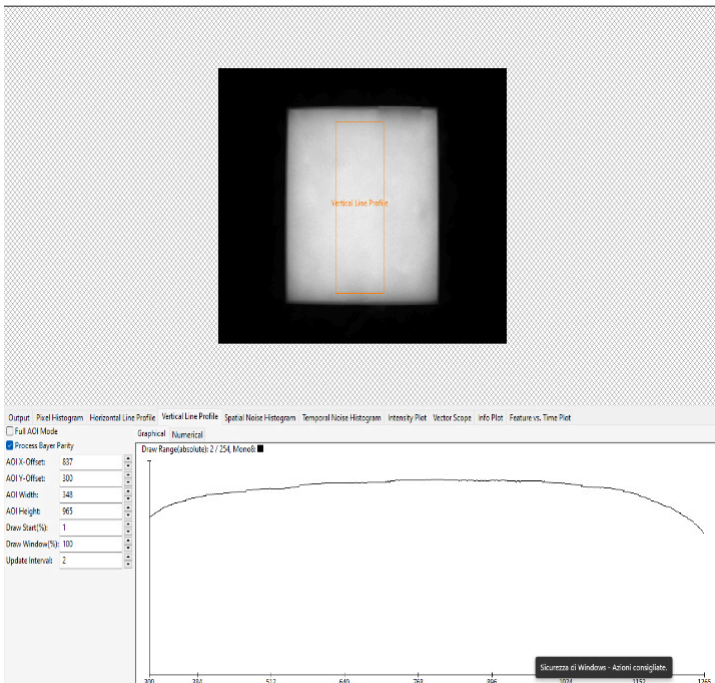 Vertical Line Profile
Output Pixel Histogram Horizontal Line Profile Vertical Line Profile Spatial Noise Histogram Temporal Noise Histogram Intensity Plot Vector Scope Info Plot Feature vs. Time Plot
Full AOI Mode
Process Bayer Parity
AOI X-Offset: 837
AOI Y-Offset: 300
AOI Width: 348
AOI Height: 965
Draw Start(%): 1
Draw Window(%): 100
Update Interval: 2
Graphical Numerical
Draw Range(absolute): 2 / 254, Mono8:
Sicurezza di Windows - Azioni consigliate.
300 384 512 640 768 896 1024 1152 1265